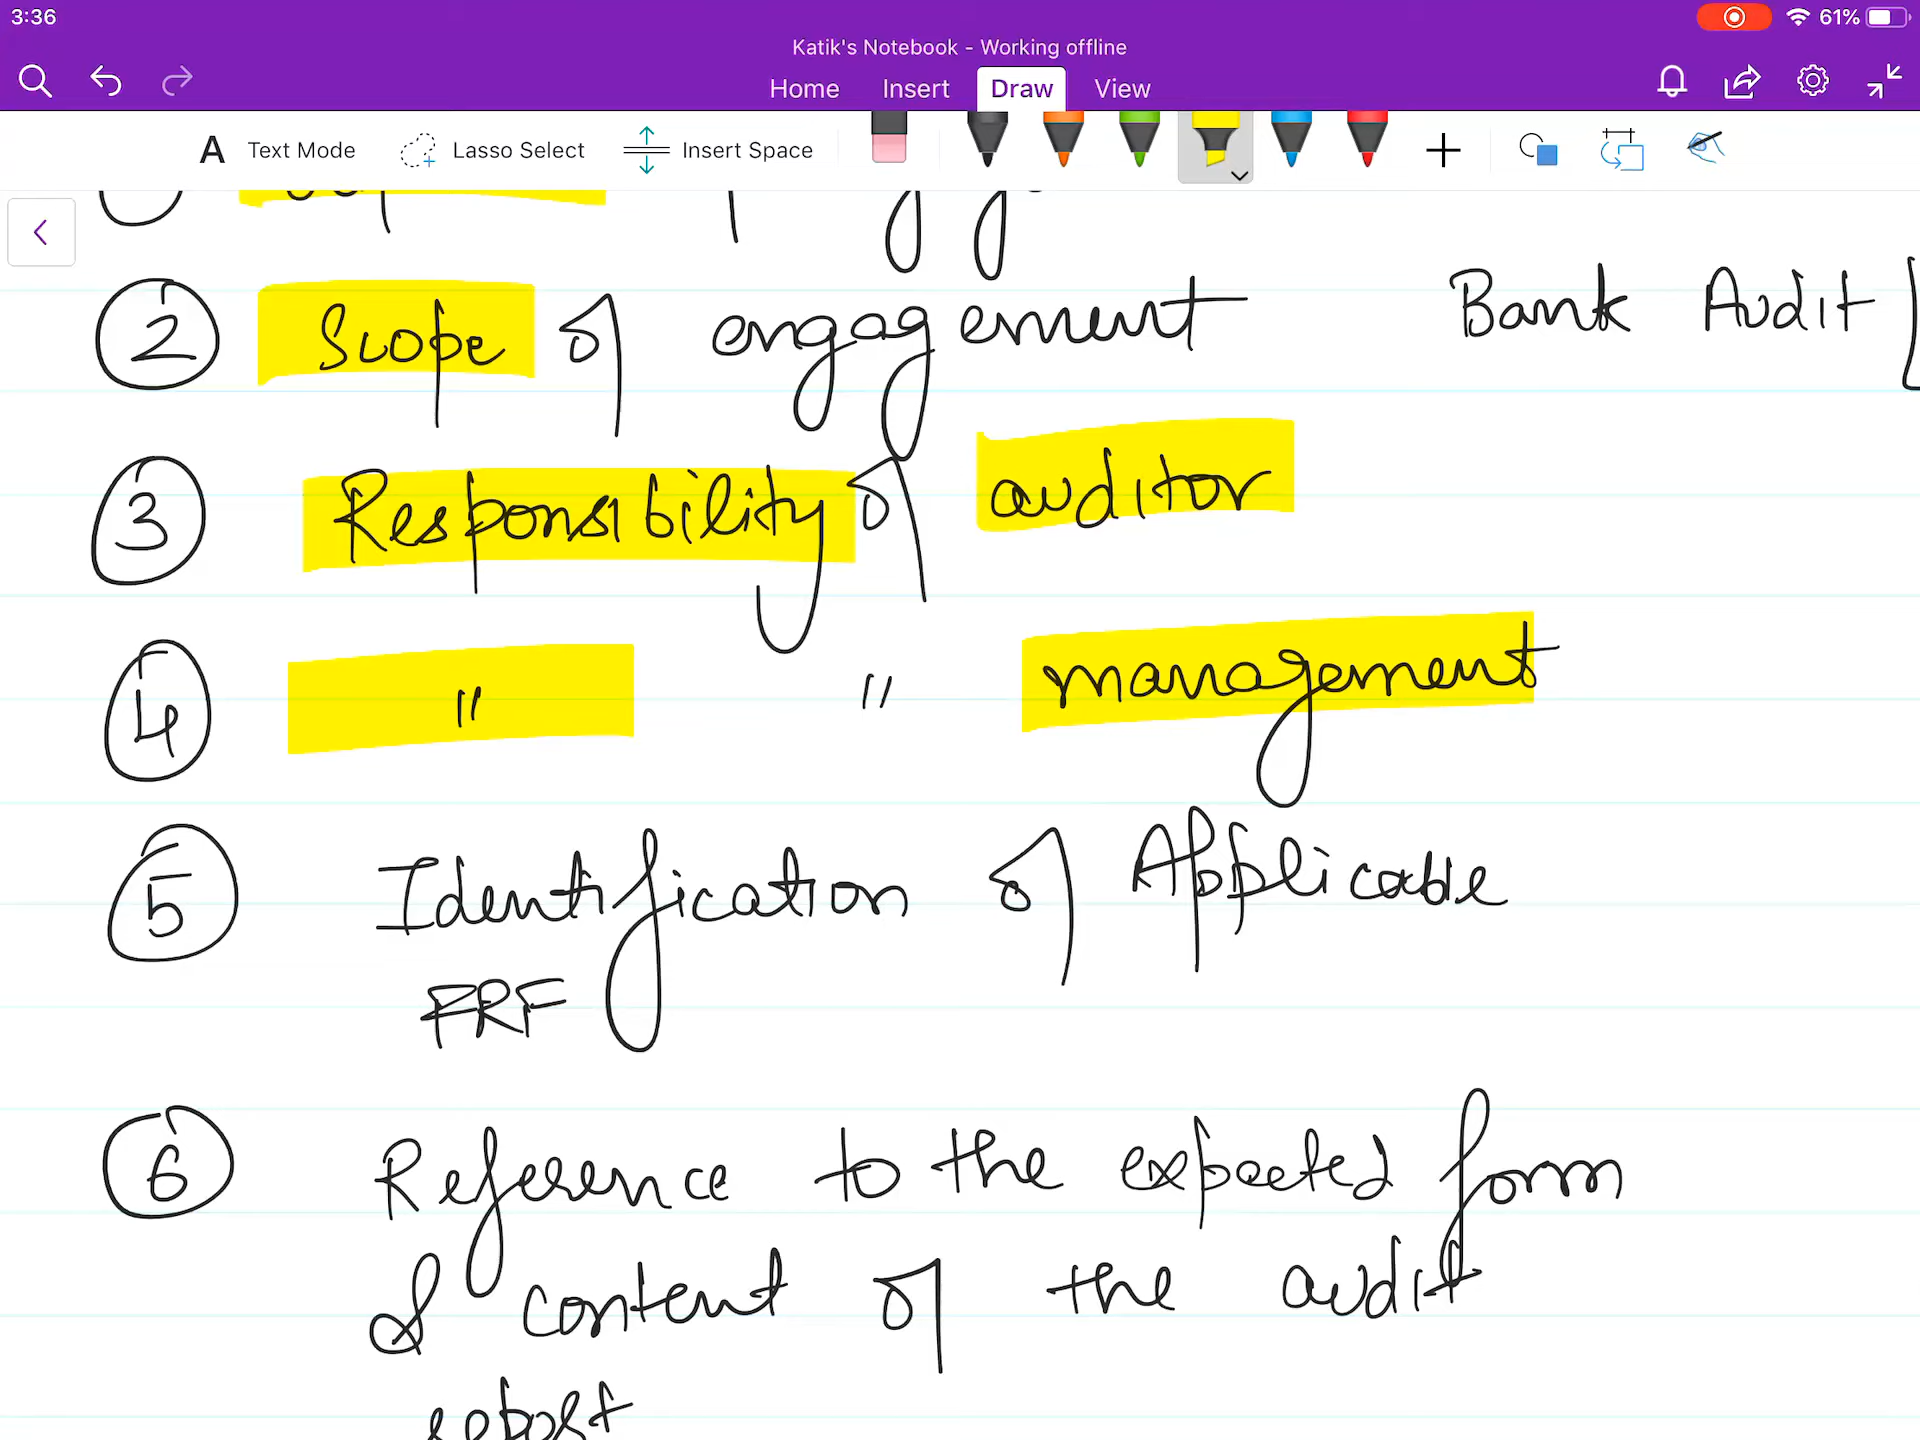 3:36
61%
Katik's Notebook - Working offline
Home Insert Draw View
A Text Mode Lasso Select Insert Space
2 Scope of engagement Bank Audit [
3 Responsibility of auditor
4 " " management
5 Identification of Applicable
FRF
6 Reference to the expected form
& content of the audit
report